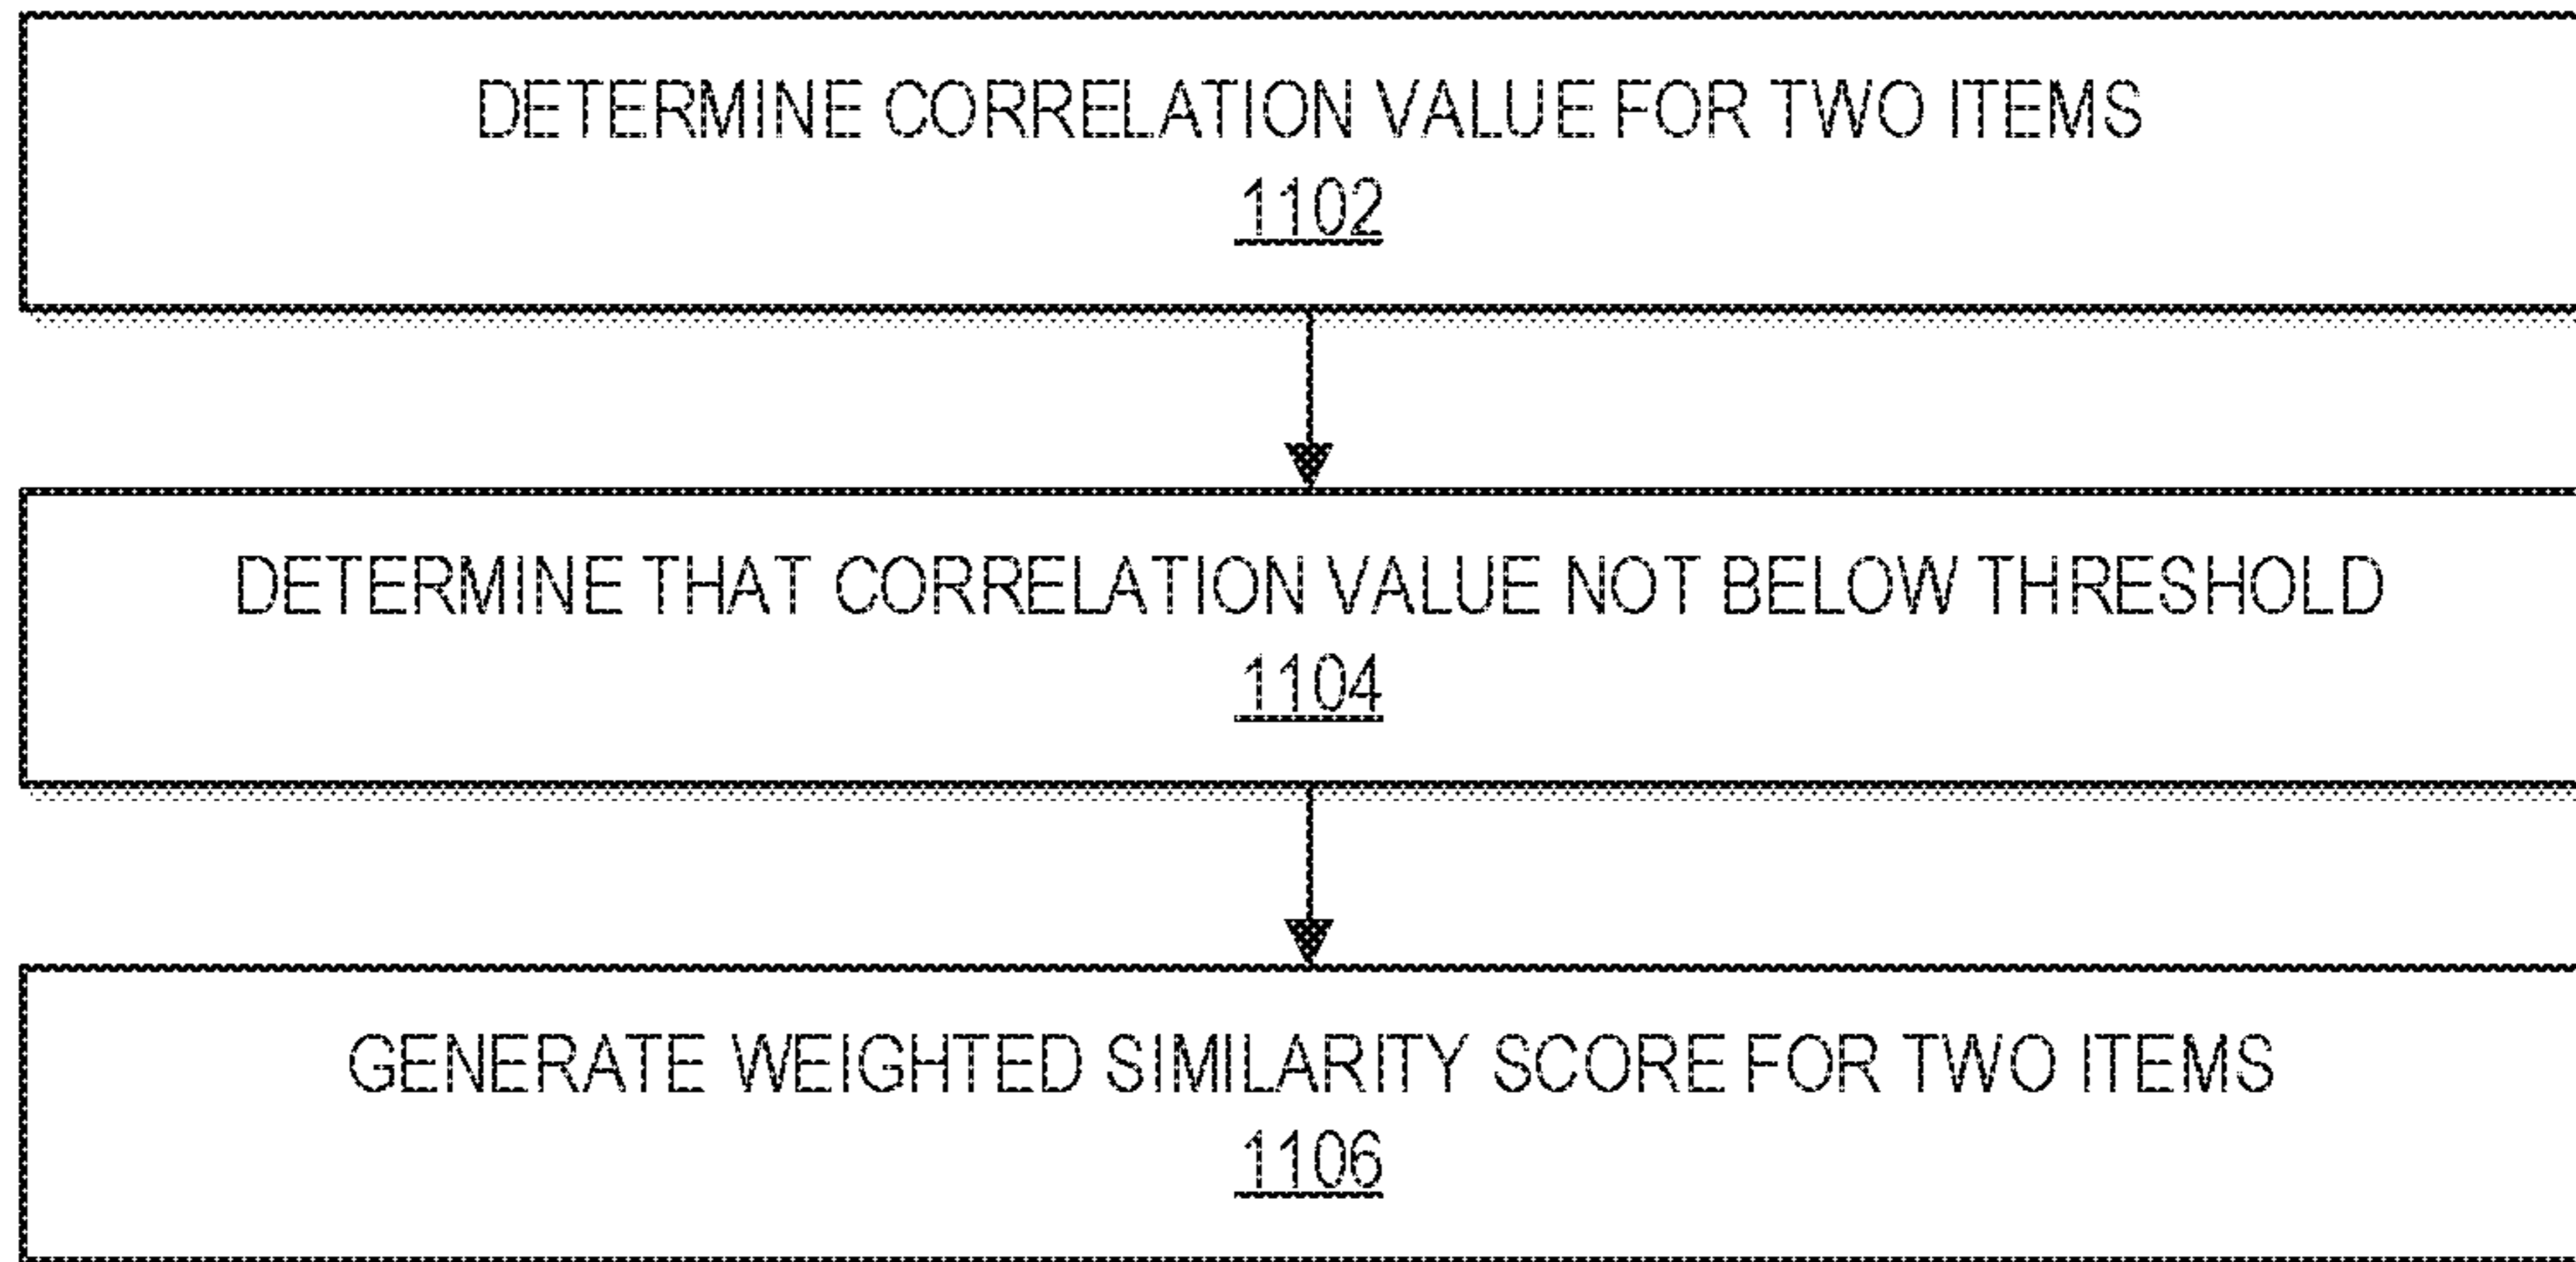 DETERMINE CORRELATION VALUE FOR TWO ITEMS
1102
DETERMINE THAT CORRELATION VALUE NOT BELOW THRESHOLD
1104
GENERATE WEIGHTED SIMILARITY SCORE FOR TWO ITEMS
1106